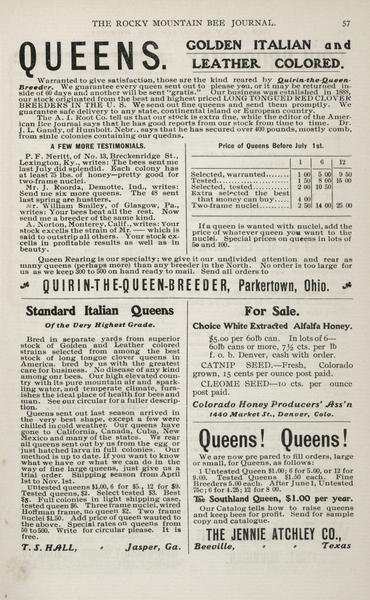 THE ROCKY MOUNTAIN BEE JOURNAL. 57
QUEENS.
GOLDEN ITALIAN and
LEATHER COLORED.
Warranted to give satisfaction, those are the kind reared by Quirin-the-Queen-
Breeder. We guarantee every queen sent out to please you, or it may be returned in-
side of 60 days and another will be sent "gratis." Our business was established in 1888,
our stock originated from the best and highest priced LONG TONGUED RED CLOVER
BREEDERS IN THE U. S. We send out fine queens and send them promptly. We
guarantee safe delivery to any state, continental island or European country.
The A. I. Root Co. tell us that our stock is extra fine, while the editor of the Amer-
ican Bee Journal says that he has good reports from our stock from time to time. Dr.
J. L. Gandy, of Humboldt, Nebr., says that he has secured over 400 pounds, mostly comb,
from single colonies containing our queens.
A FEW MORE TESTIMONIALS.
P. F. Meritt, of No. 13, Breckenridge St.,
Lexington, Ky., writes: The bees sent me
last July did splendid. Each colony has
at least 75 lbs. of honey—pretty good for
two-frame nuclei.
Mr. J. Roorda, Demotte, Ind., writes:
Send me six more queens. The 48 sent
last spring are hustlers.
Mr. William Smiley, of Glasgow, Pa.,
writes: Your bees beat all the rest. Now
send me a breeder of the same kind.
A. Norton, Monterey, Calif., writes: Your
stock excels the strain of Mr. — which is
said to outstrip all others. Your stock ex-
cells in profitable results as well as in
beauty.
Price of Queens Before July 1st.
1 6 12
Selected, warranted 1 00 5 00 9 50
Tested 1 50 8 00 15 00
Selected, tested 2 00 10 50
Extra selected the best
that money can buy 4 00
Two-frame nuclei 2 50 14 00 25 00
If a queen is wanted with nuclei, add the
price of whatever queen you want to the
nuclei. Special prices on queens in lots of
50 and 100.
Queen Rearing is our specialty; we give it our undivided attention and rear as
many queens (perhaps more) than any breeder in the North. No order is too large for
us as we keep 300 to 500 on hand ready to mail. Send all orders to
QUIRIN-THE-QUEEN-BREEDER, Parkertown, Ohio.
Standard Italian Queens
Of the Very Highest Grade.
Bred in separate yards from superior
stock of Golden and Leather colored
strains selected from among the best
stock of long tongue clover queens in
America, bred by us with the greatest
care for business. No disease of any kind
among our bees. Our high elevated coun-
try with its pure mountain air and spark-
ling water, and temperate climate, furn-
ishes the ideal place of health for bees and
man. See our circular for a fuller descrip-
tion.
Queens sent out last season arrived in
the very best shape, except a few were
chilled in cold weather. Our queens have
gone to California, Canada, Cuba, New
Mexico and many of the states. We rear
all queens sent out by us from the egg or
just hatched larva in full colonies. Our
method is up to date. If you want to know
what we have or what we can do in the
way of fine large queens, just give us a
trial order. Shipping season from April
1st to Nov. 1st.
Untested queens $1.00, 6 for $5., 12 for $9.
Tested queens, $2. Select tested $3. Best
$5. Full colonies in light shipping case,
tested queen $6. Three frame nuclei, wired
Hoffman frame, no queen $2. Two frame
nuclei $1.50. Add price of queen wanted to
the above. Special rates on queens from
50 to 500. Write for circular please. It is
free.
T. S. HALL, Jasper, Ga.
For Sale.
Choice White Extracted Alfalfa Honey.
$5.00 per 60lb can. In lots of 6—
60lb cans or more, 7½ cts. per lb
f. o. b. Denver, cash with order.
CATNIP SEED.—Fresh, Colorado
grown, 15 cents per ounce post paid.
CLEOME SEED—10 cts. per ounce
post paid.
Colorado Honey Producers' Ass'n
1440 Market St., Denver, Colo.
Queens! Queens!
We are now pre pared to fill orders, large
or small, for Queens, as follows:
1 Untested Queen $1.00; 6 for 5.00, or 12 for
9.00. Tested Queens $1.50 each. Fine
Breeders 5.00 each. After June 1, Untested
75c; 6 for 4.25; 12 for 8 00.
The Southland Queen, $1.00 per year.
Our Catalog tells how to raise queens
and keep bees for profit. Send for sample
copy and catalogue.
THE JENNIE ATCHLEY CO.,
Beeville, Texas